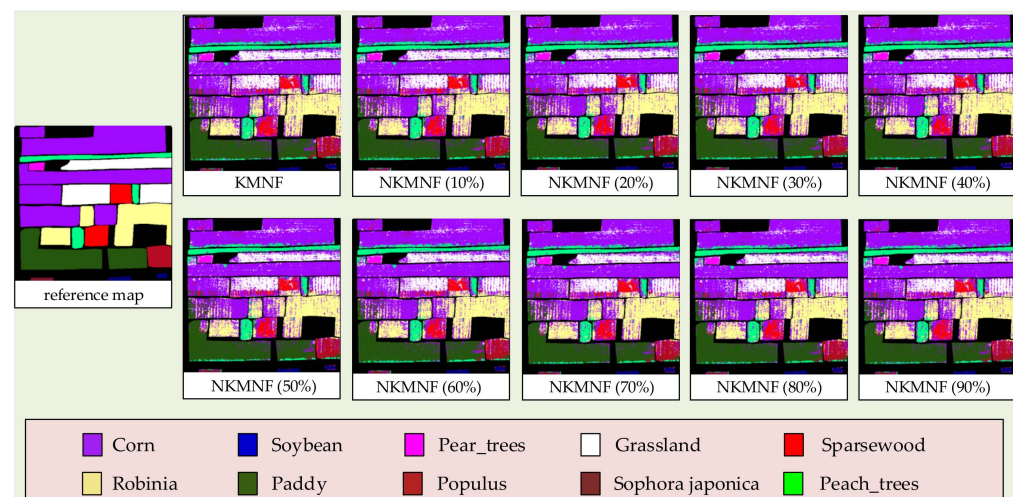 KMNF NKMNF (10%) NKMNF (20%) NKMNF (30%) NKMNF (40%)
reference map
NKMNF (50%) NKMNF (60%) NKMNF (70%) NKMNF (80%) NKMNF (90%)
Corn Soybean Pear_trees Grassland Sparsewood
Robinia Paddy Populus Sophora japonica Peach_trees